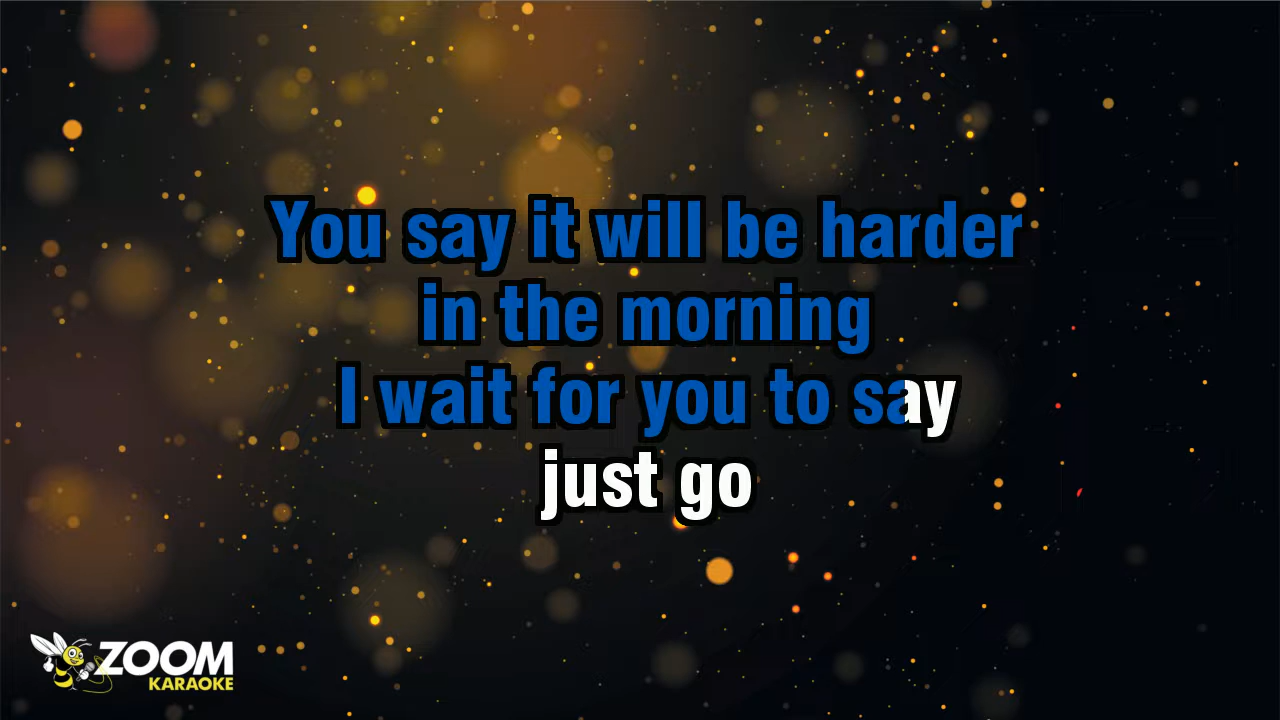 You say it will be harder
in the morning
I wait for you to say
just go
ZOOM
KARAOKE